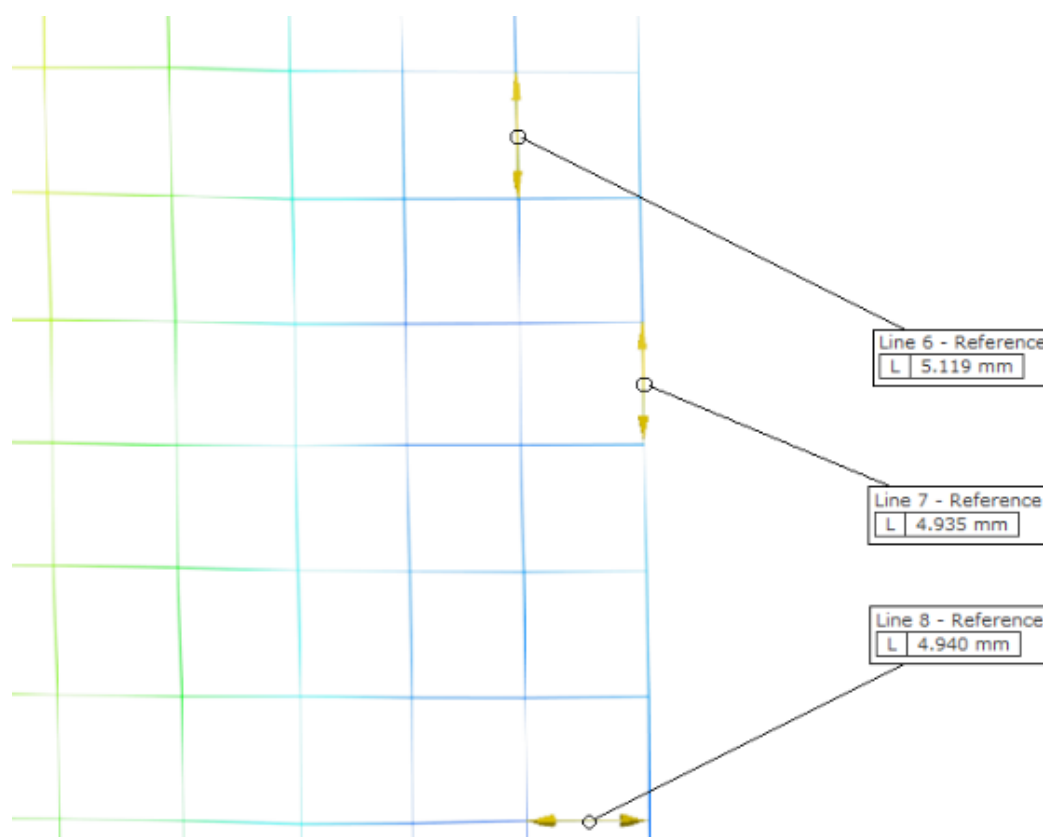 Line 6 - Reference
L 5.119 mm
Line 7 - Reference
L 4.935 mm
Line 8 - Reference
L 4.940 mm